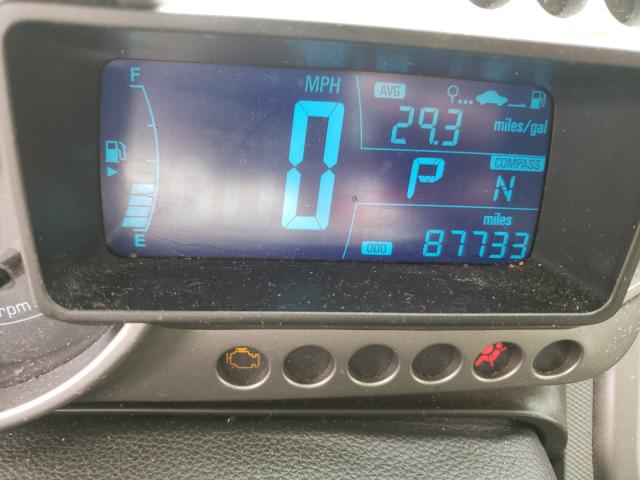 F
MPH
AVG
0
29.3 miles/gal
P
COMPASS
N
miles
E
ODO 87733
rpm